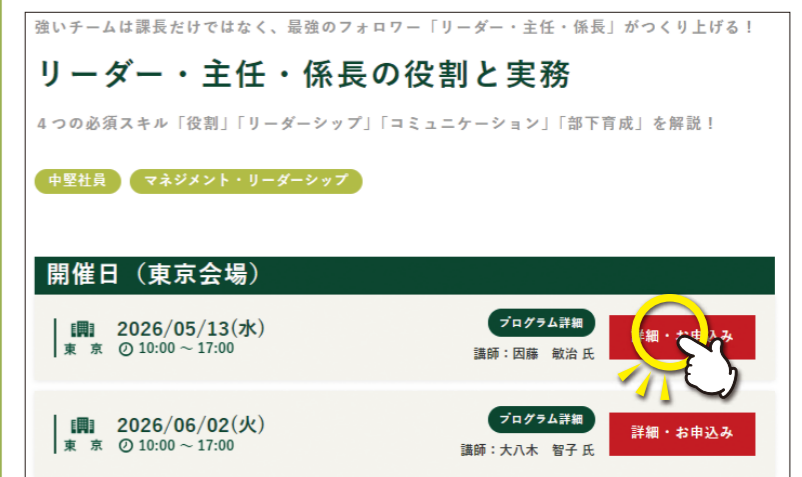 強いチームは課長だけではなく、最強のフォロワー「リーダー・主任・係長」がつくり上げる！
リーダー・主任・係長の役割と実務
4つの必須スキル「役割」「リーダーシップ」「コミュニケーション」「部下育成」を解説！
中堅社員 マネジメント・リーダーシップ
開催日（東京会場）
2026/05/13(水) プログラム詳細
東 京 10:00～17:00 講師：因藤 敏治 氏 詳細・お申込み
2026/06/02(火) プログラム詳細
東 京 10:00～17:00 講師：大八木 智子 氏 詳細・お申込み